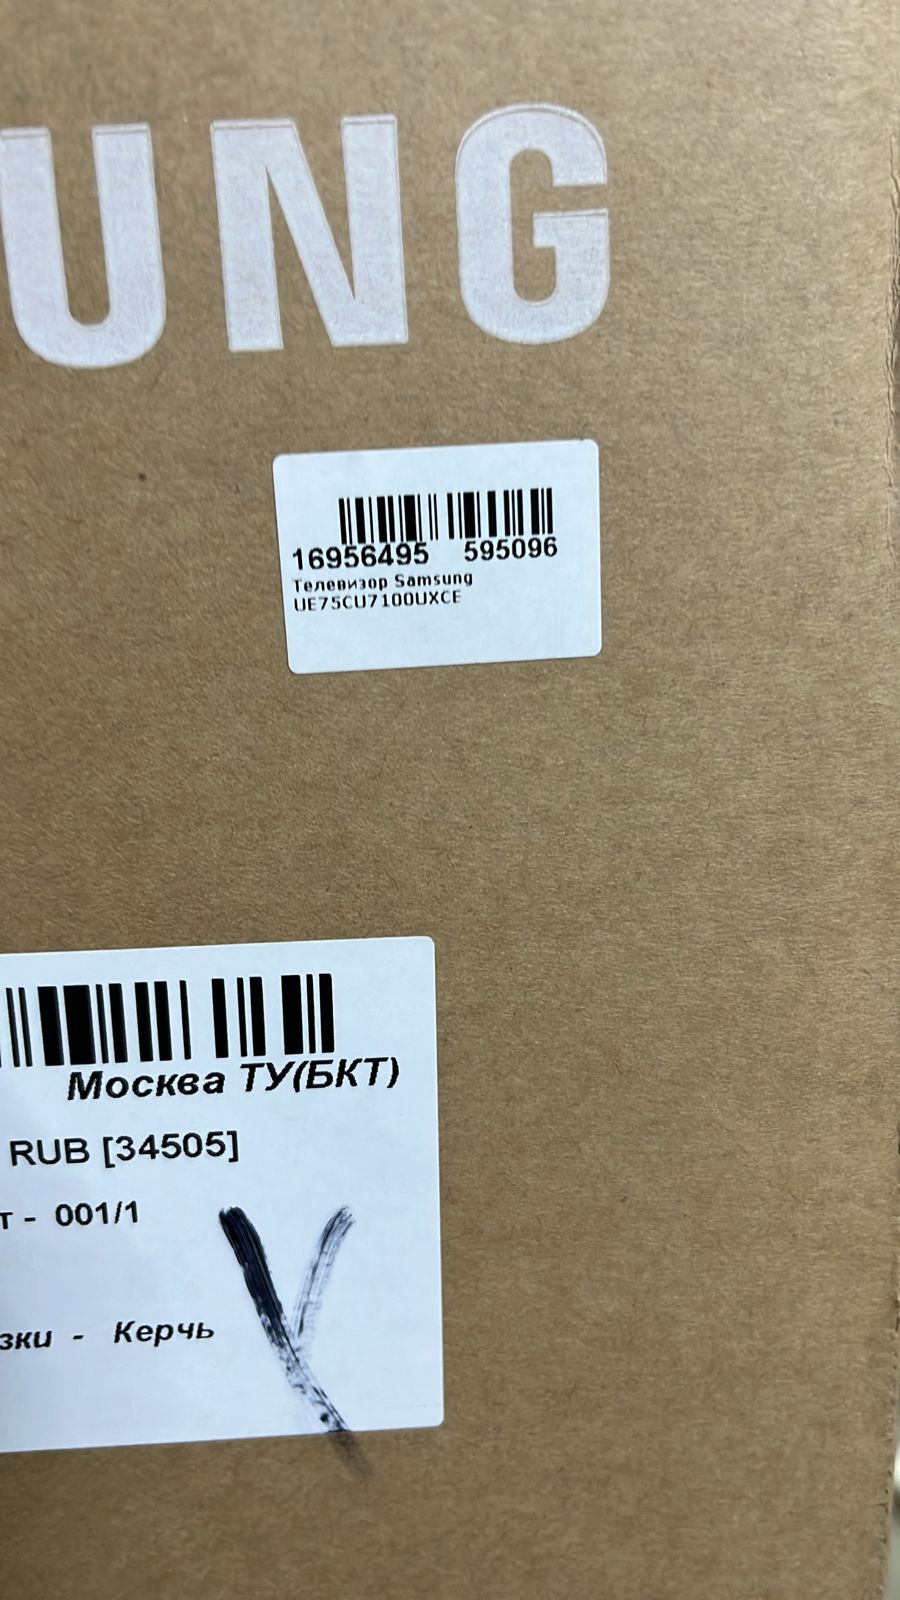 UNG
16956495 595096
Телевизор Samsung
UE75CU7100UXCE
Москва ТУ(БКТ)
RUB [34505]
т - 001/1
зки - Керчь